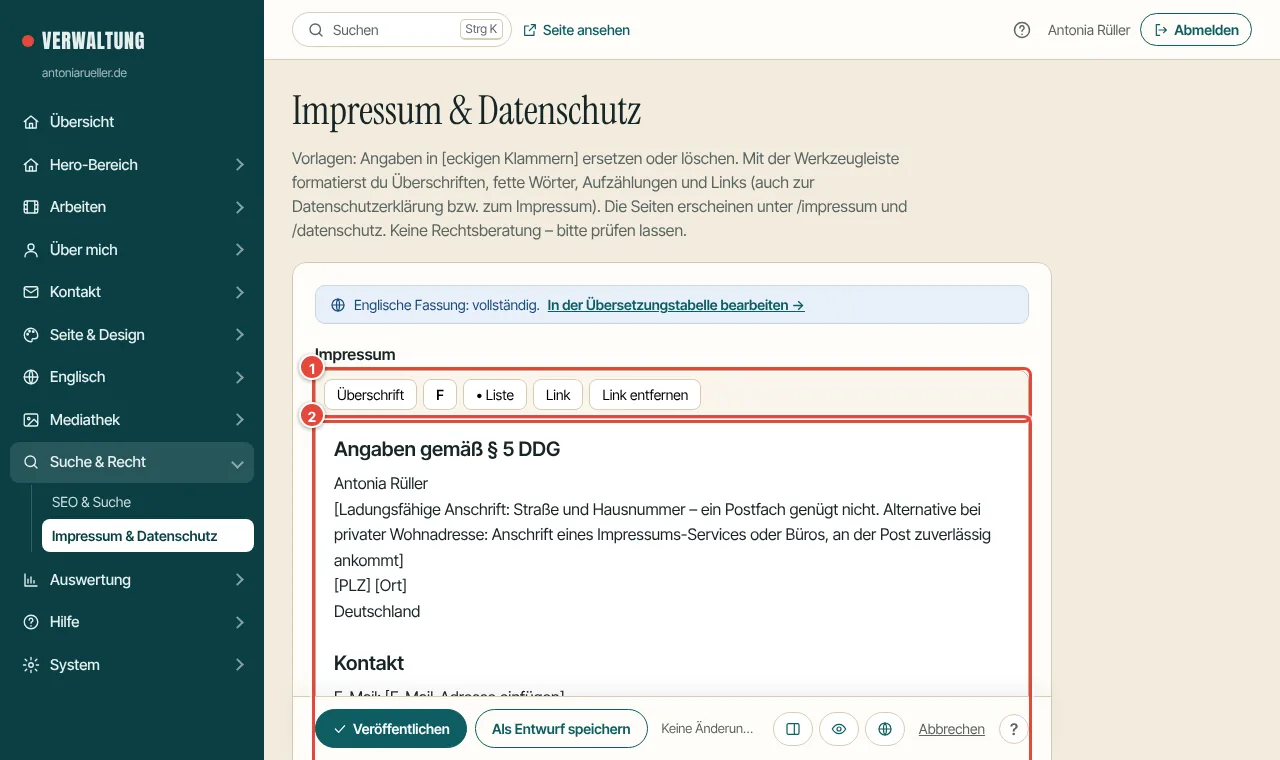 VERWALTUNG
antoniarueller.de
Übersicht
Hero-Bereich
Arbeiten
Über mich
Kontakt
Seite & Design
Englisch
Mediathek
Suche & Recht
SEO & Suche
Impressum & Datenschutz
Auswertung
Hilfe
System
Suchen
Strg K
Seite ansehen
Antonia Rüller
Abmelden
Impressum & Datenschutz
Vorlagen: Angaben in [eckigen Klammern] ersetzen oder löschen. Mit der Werkzeugleiste
formatierst du Überschriften, fette Wörter, Aufzählungen und Links (auch zur
Datenschutzerklärung bzw. zum Impressum). Die Seiten erscheinen unter /impressum und
/datenschutz. Keine Rechtsberatung – bitte prüfen lassen.
Englische Fassung: vollständig. In der Übersetzungstabelle bearbeiten →
Impressum
1
Überschrift
F
• Liste
Link
Link entfernen
2
Angaben gemäß § 5 DDG
Antonia Rüller
[Ladungsfähige Anschrift: Straße und Hausnummer – ein Postfach genügt nicht. Alternative bei
privater Wohnadresse: Anschrift eines Impressums-Services oder Büros, an der Post zuverlässig
ankommt]
[PLZ] [Ort]
Deutschland
Kontakt
E-Mail: [E-Mail-Adresse einfügen]
Veröffentlichen
Als Entwurf speichern
Keine Änderun…
Abbrechen
?